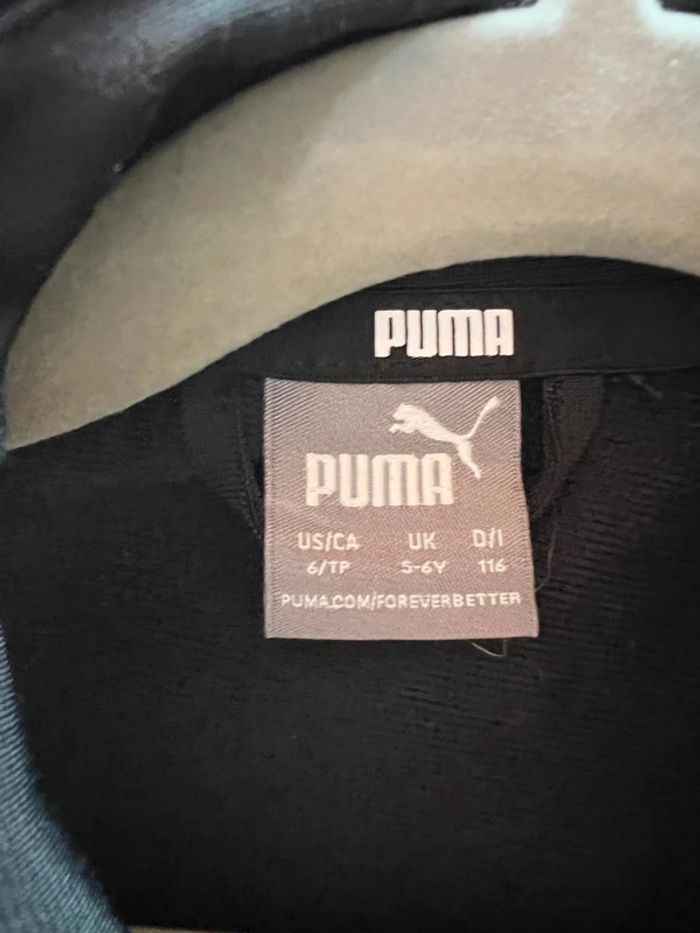 PUMA
PUMA
US/CA UK D/I
6/TP 5-6Y 116
PUMA.COM/FOREVERBETTER